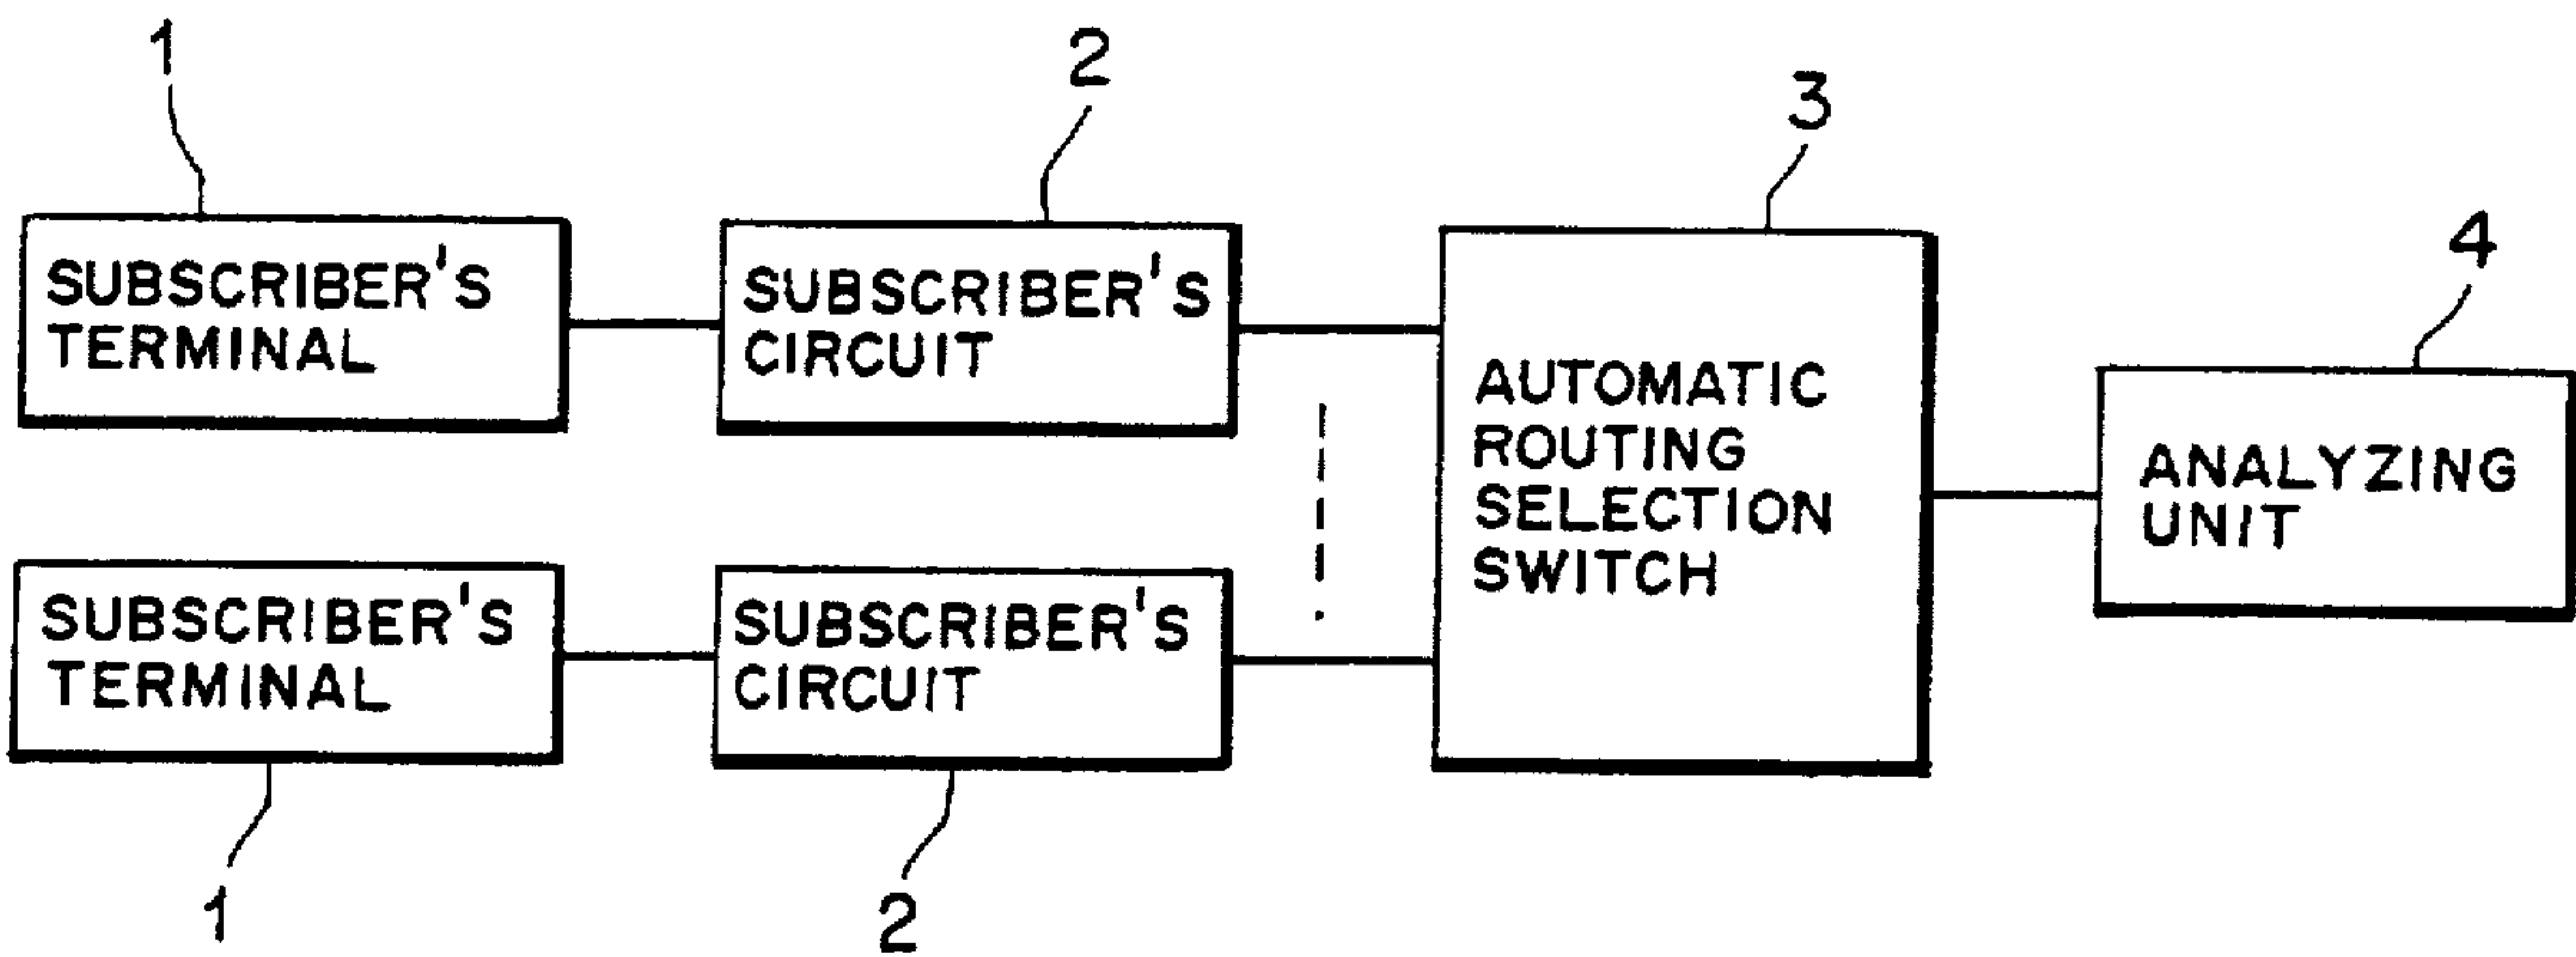 1
2
3
4
SUBSCRIBER'S
TERMINAL
SUBSCRIBER'S
CIRCUIT
AUTOMATIC
ROUTING
SELECTION
SWITCH
ANALYZING
UNIT
SUBSCRIBER'S
TERMINAL
SUBSCRIBER'S
CIRCUIT
1
2